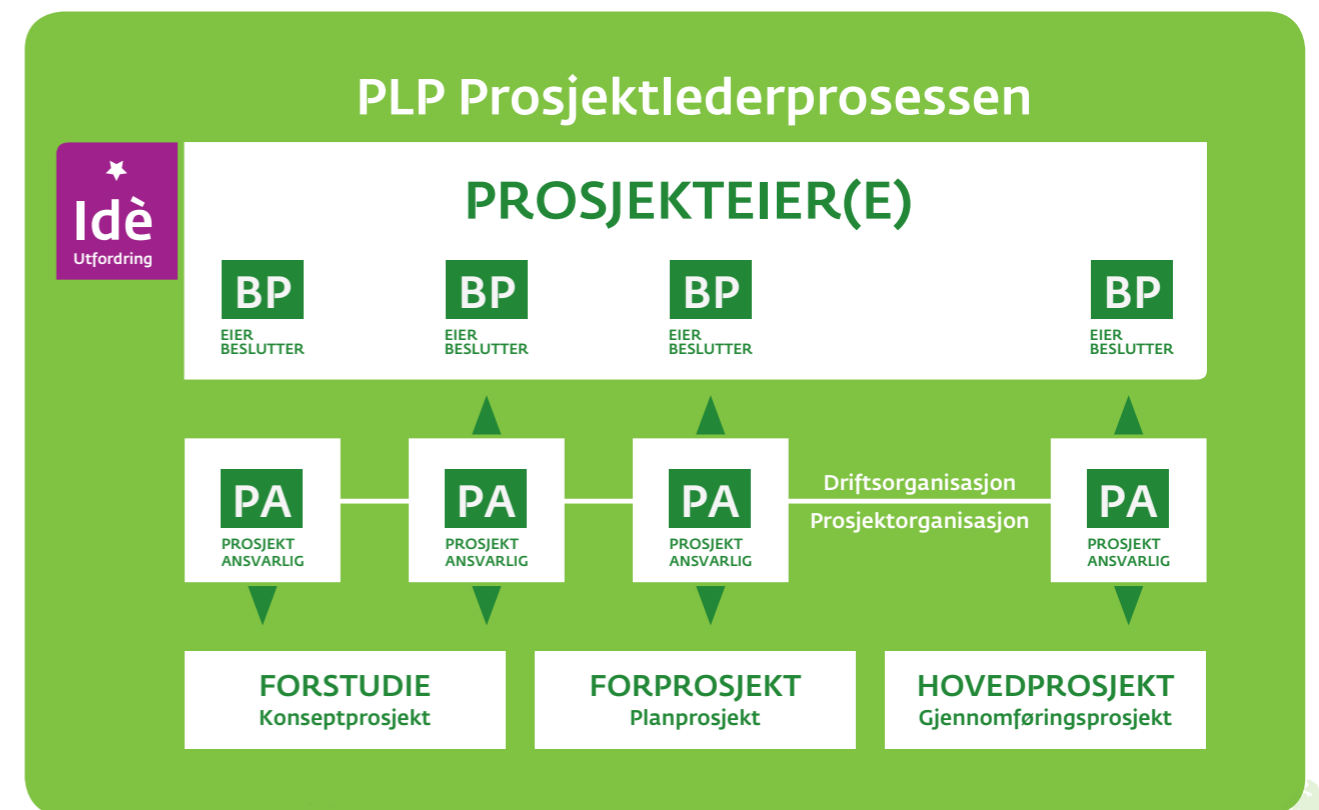 PLP Prosjektlederprosessen
Idè
Utfordring
PROSJEKTEIER(E)
BP
EIER
BESLUTTER
BP
EIER
BESLUTTER
BP
EIER
BESLUTTER
BP
EIER
BESLUTTER
PA
PROSJEKT
ANSVARLIG
PA
PROSJEKT
ANSVARLIG
PA
PROSJEKT
ANSVARLIG
Driftsorganisasjon
Prosjektorganisasjon
PA
PROSJEKT
ANSVARLIG
FORSTUDIE
Konseptprosjekt
FORPROSJEKT
Planprosjekt
HOVEDPROSJEKT
Gjennomføringsprosjekt